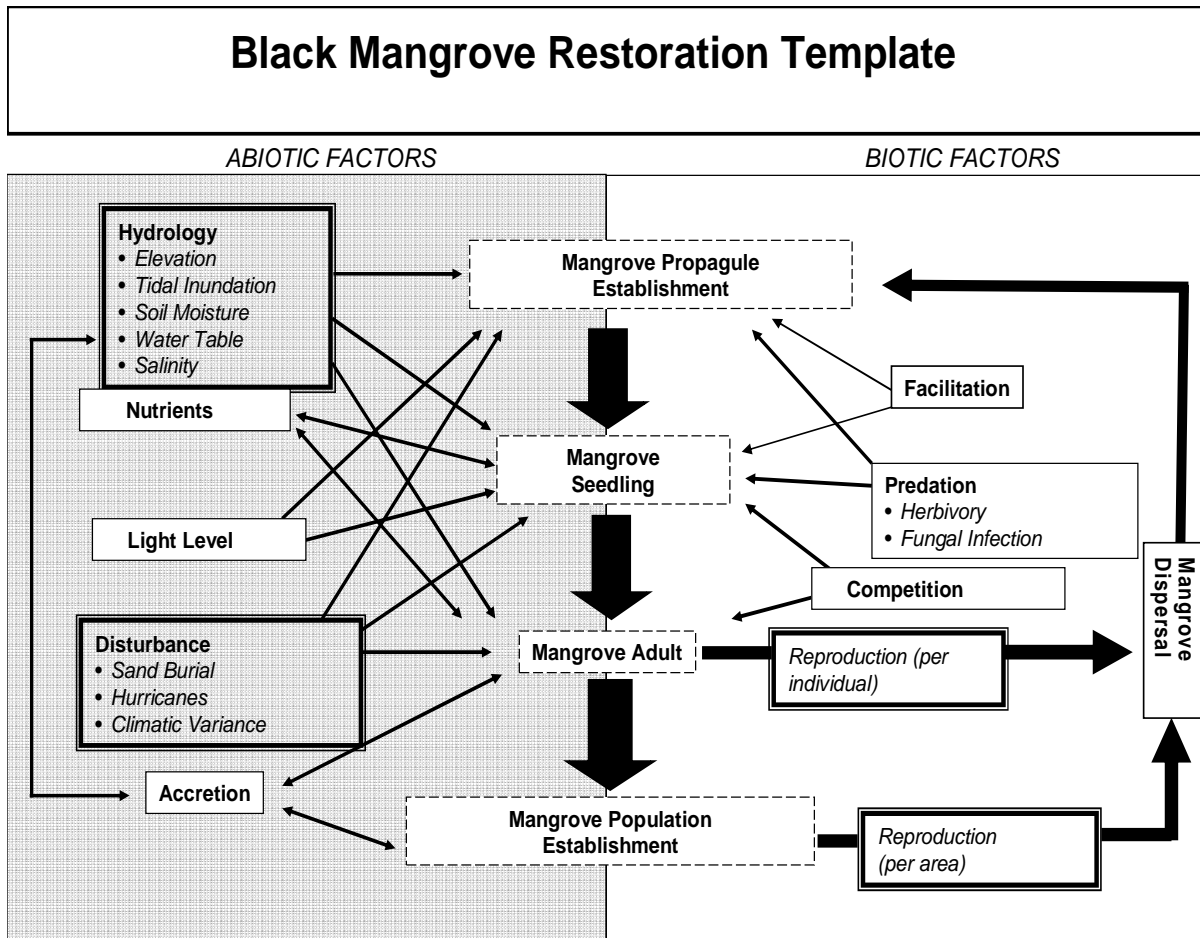 Black Mangrove Restoration Template
ABIOTIC FACTORS
BIOTIC FACTORS
Hydrology
• Elevation
• Tidal Inundation
• Soil Moisture
• Water Table
• Salinity
Mangrove Propagule
Establishment
Nutrients
Facilitation
Mangrove
Seedling
Predation
• Herbivory
• Fungal Infection
Light Level
Competition
Mangrove
Dispersal
Disturbance
• Sand Burial
• Hurricanes
• Climatic Variance
Mangrove Adult
Reproduction (per
individual)
Accretion
Mangrove Population
Establishment
Reproduction
(per area)